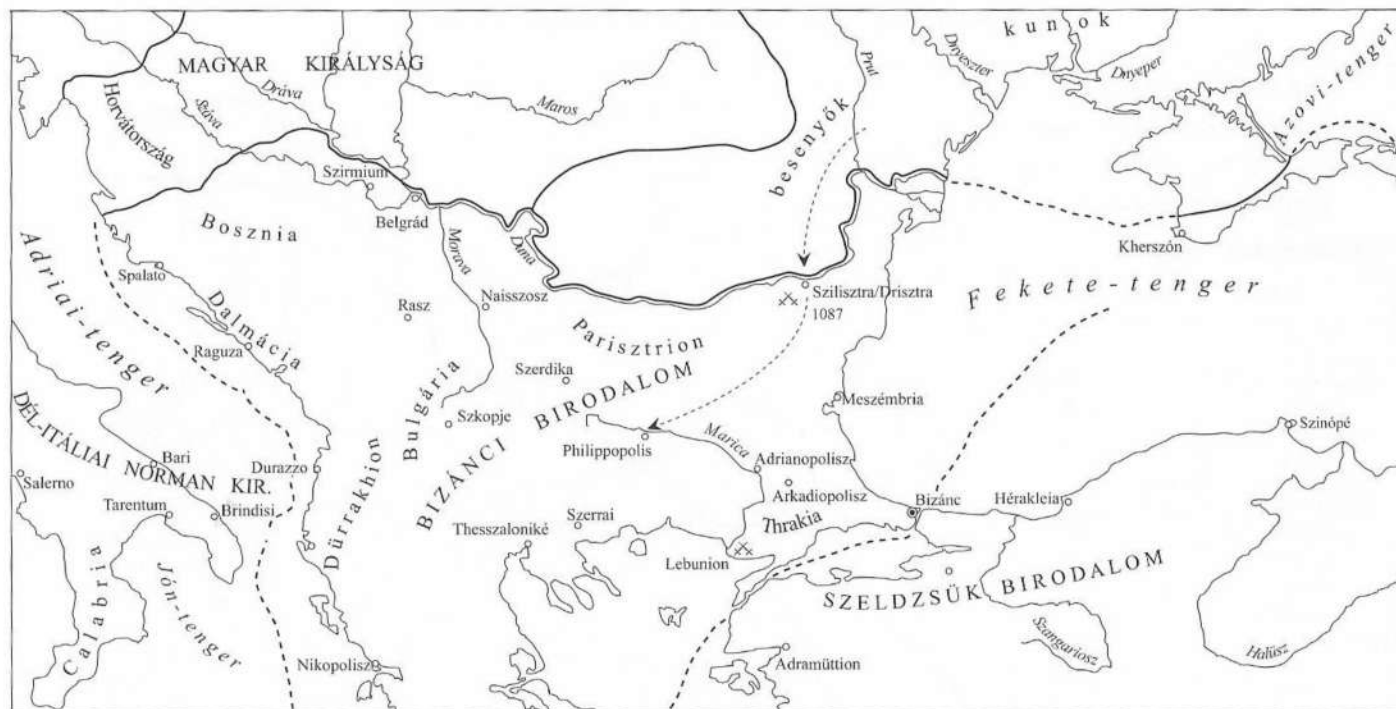 kunok
MAGYAR KIRÁLYSÁG
Dráva
Száva
Horvátország
Maros
Prut
Dnyeszter
Dnyeper
Azovi-tenger
besenyők
Szirmium
Belgrád
Bosznia
Morava
Duna
Kherszón
Adriai-tenger
Spalato
Dalmácia
Rasz
Naisszosz
Szilisztra/Drisztra
1087
Fekete-tenger
Raguza
Parisztrion
Szerdika
BIZÁNCI BIRODALOM
Bulgária
Szkopje
Meszémbria
Philippopolis
Marica
Szinópé
DÉL-ITÁLIAI NORMAN KIR.
Bari
Salerno
Durazzo
Adrianopolisz
Arkadiopolisz
Bizánc
Hérakleia
Tarentum
Brindisi
Dürrakhion
Thesszaloniké
Szerrai
Thrakia
Lebunion
SZELDZSÜK BIRODALOM
Calabria
Jón-tenger
Nikopolisz
Adramüttion
Szangariosz
Halüsz